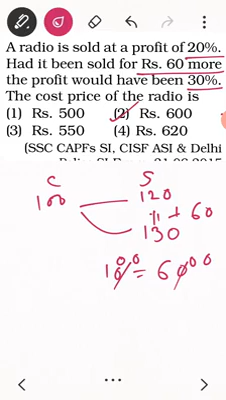 A radio is sold at a profit of 20%.
Had it been sold for Rs. 60 more
the profit would have been 30%.
The cost price of the radio is
(1) Rs. 500 (2) Rs. 600
(3) Rs. 550 (4) Rs. 620
(SSC CAPFs SI, CISF ASI & Delhi
C S
100 120
+ 60
130
10% = 6000